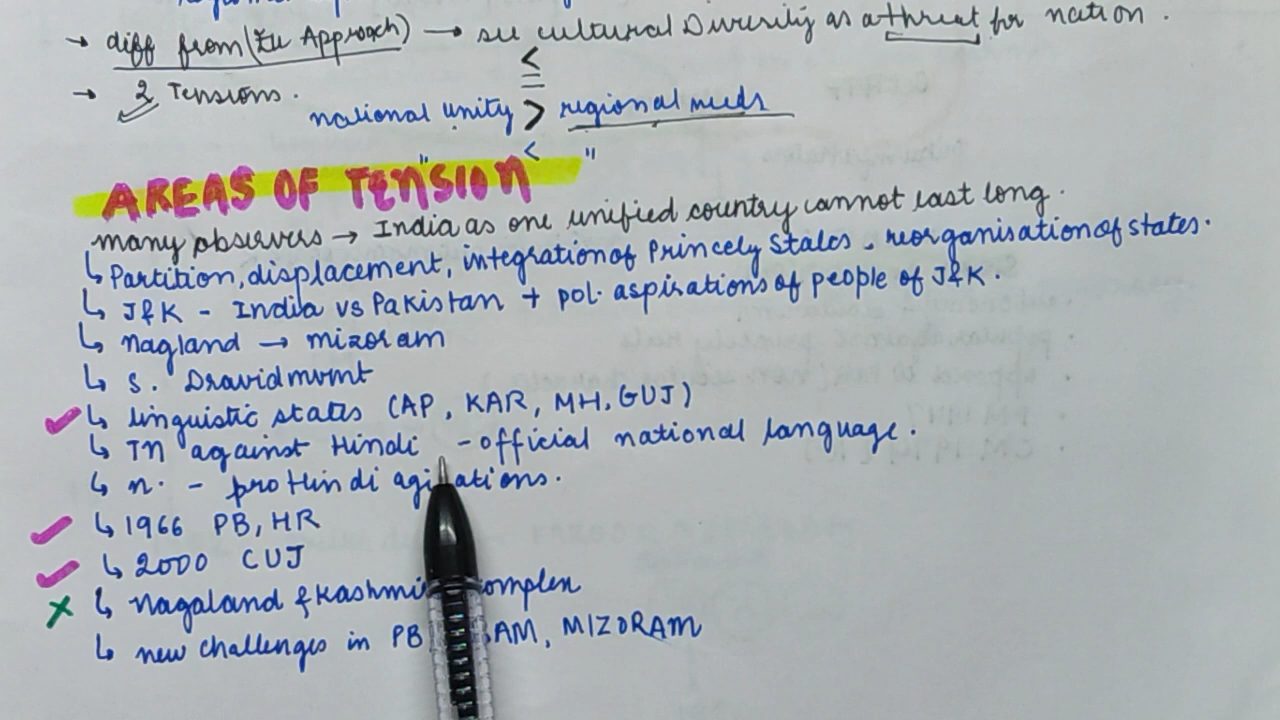 → diff from (EU Approach) → see cultural Diversity as a threat for nation.
<
=
→ 2 Tensions.
national unity > regional needs
" < "
AREAS OF TENSION
many observers → India as one unified country cannot last long.
↳ Partition, displacement, integration of Princely States, reorganisation of states.
↳ J&K - India vs Pakistan + pol. aspirations of people of J&K.
↳ Nagland → mizoram
↳ S. Dravid mvmt
✓ ↳ linguistic states (AP, KAR, MH, GUJ)
↳ TN against Hindi - official national language.
↳ n. - pro Hindi agitations.
✓ ↳ 1966 PB, HR
✓ ↳ 2000 CUJ
✗ ↳ Nagaland & Kashmir complex
↳ new challenges in PB, MIZORAM